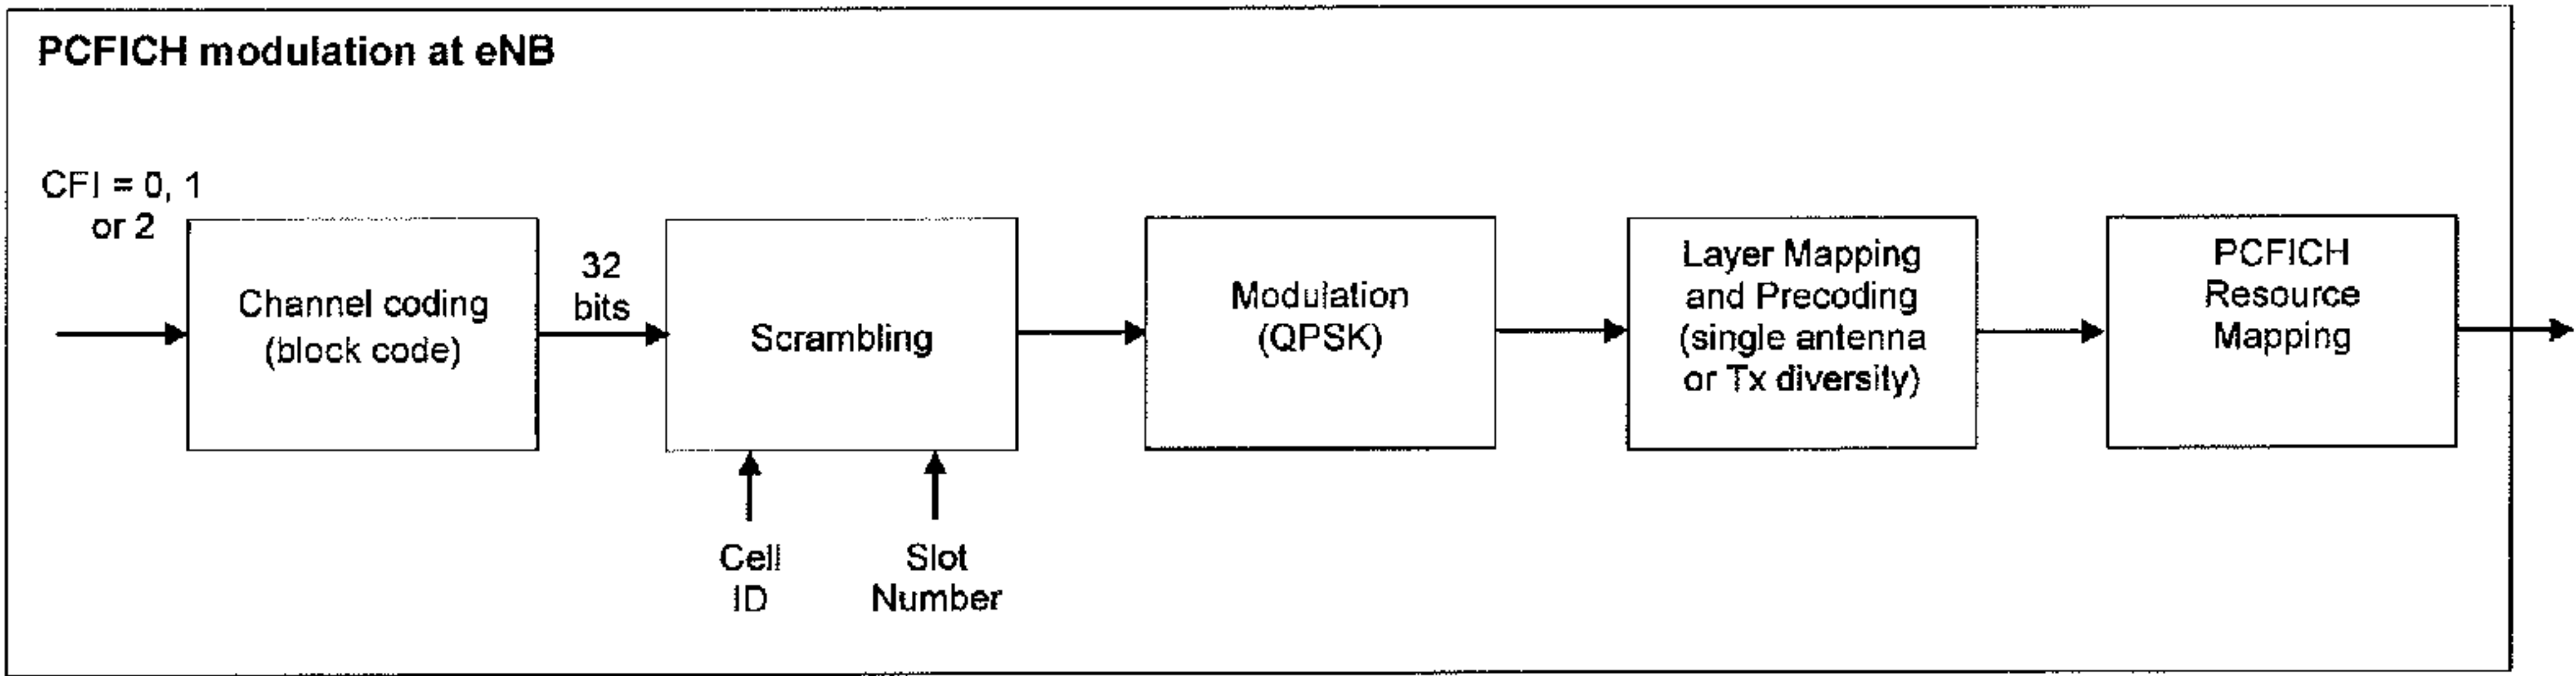 PCFICH modulation at eNB
CFI = 0, 1
or 2
Channel coding
(block code)
32
bits
Scrambling
Cell
ID
Slot
Number
Modulation
(QPSK)
Layer Mapping
and Precoding
(single antenna
or Tx diversity)
PCFICH
Resource
Mapping